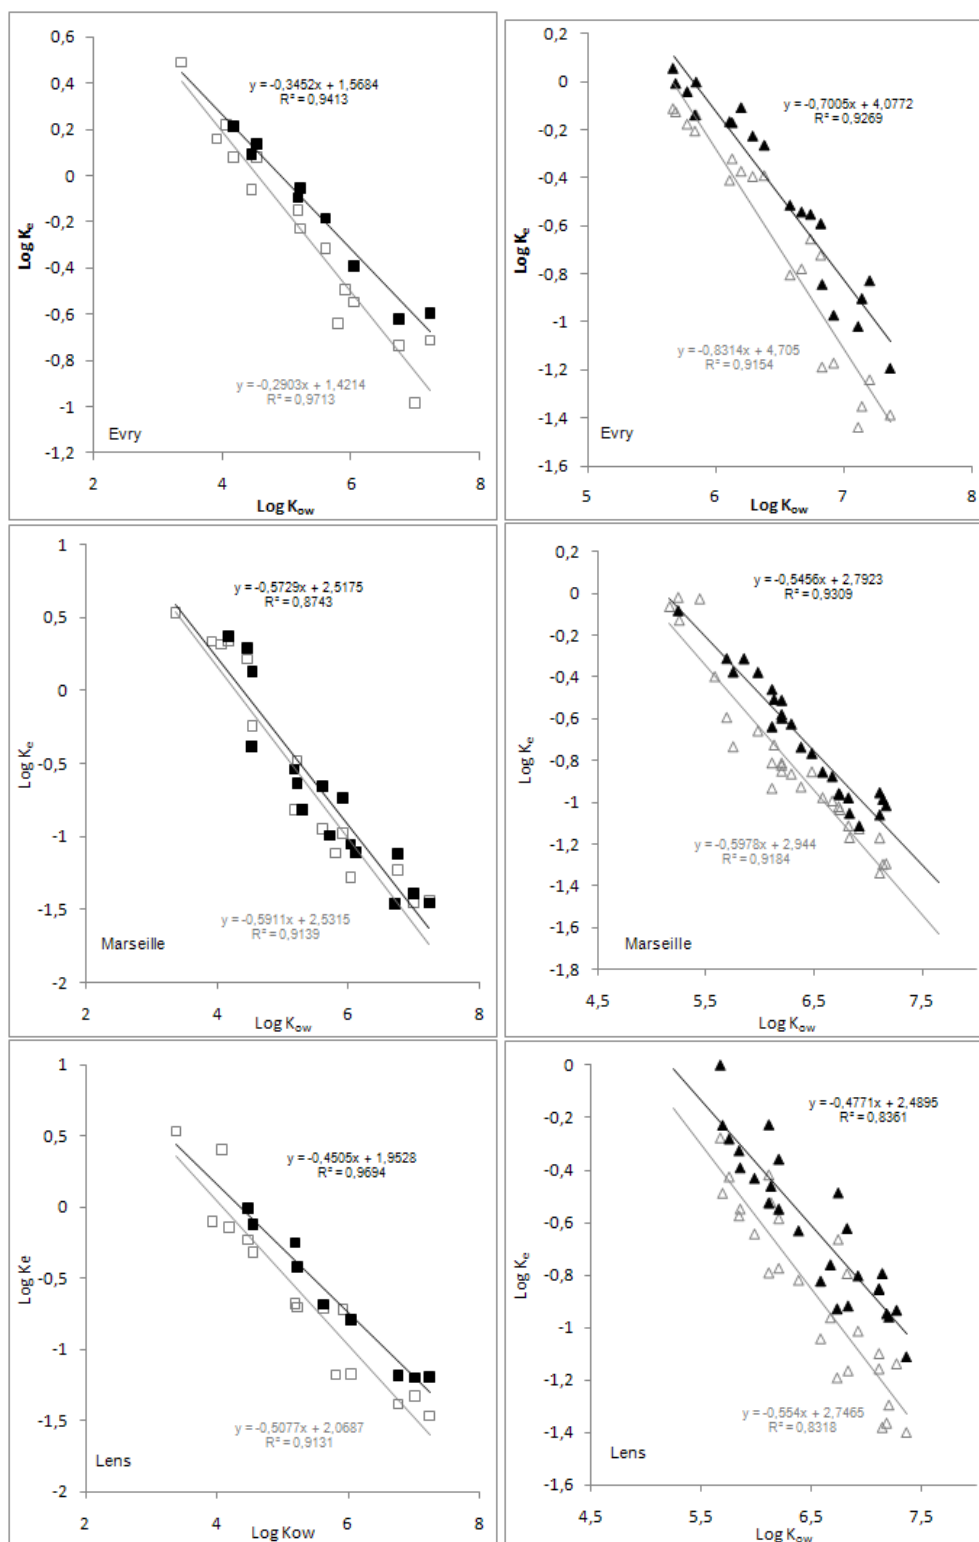 0,6
0,4
0,2
0
-0,2
-0,4
-0,6
-0,8
-1
-1,2
Log Ke
y = -0,3452x + 1,5684
R² = 0,9413
y = -0,2903x + 1,4214
R² = 0,9713
Evry
2 4 6 8
Log Kow
0,2
0
-0,2
-0,4
-0,6
-0,8
-1
-1,2
-1,4
-1,6
Log Ke
y = -0,7005x + 4,0772
R² = 0,9269
y = -0,8314x + 4,705
R² = 0,9154
Evry
5 6 7 8
Log Kow
1
0,5
0
-0,5
-1
-1,5
-2
Log Ke
y = -0,5729x + 2,5175
R² = 0,8743
y = -0,5911x + 2,5315
R² = 0,9139
Marseille
2 4 6 8
Log Kow
0,2
0
-0,2
-0,4
-0,6
-0,8
-1
-1,2
-1,4
-1,6
-1,8
Log Ke
y = -0,5456x + 2,7923
R² = 0,9309
y = -0,5978x + 2,944
R² = 0,9184
Marseille
4,5 5,5 6,5 7,5
Log Kow
1
0,5
0
-0,5
-1
-1,5
-2
Log Ke
y = -0,4505x + 1,9528
R² = 0,9694
y = -0,5077x + 2,0687
R² = 0,9131
Lens
2 4 6 8
Log Kow
0
-0,2
-0,4
-0,6
-0,8
-1
-1,2
-1,4
-1,6
Log Ke
y = -0,4771x + 2,4895
R² = 0,8361
y = -0,554x + 2,7465
R² = 0,8318
Lens
4,5 5,5 6,5 7,5
Log Kow